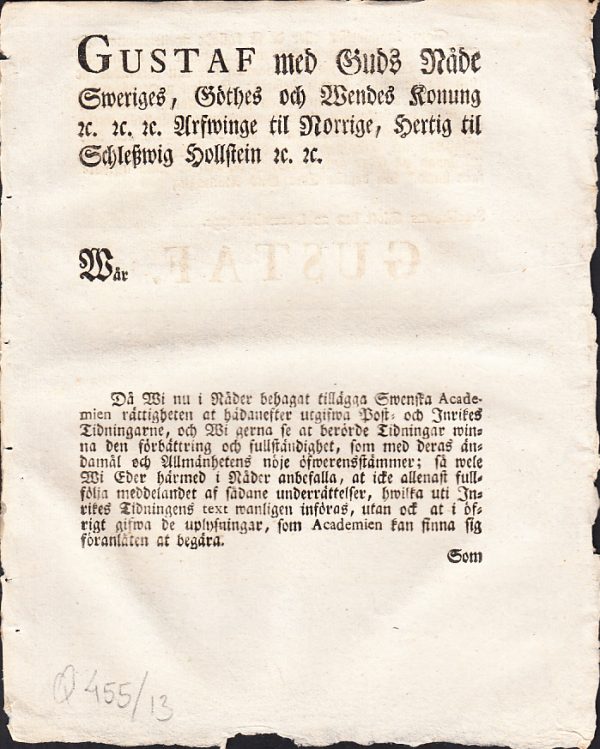 GUSTAF med Guds Nåde
Sweriges, Göthes och Wendes Konung
ꝛc. ꝛc. ꝛc. Arfwinge til Norrige, Hertig til
Schleßwig Hollstein ꝛc. ꝛc.
Wår
Då Wi nu i Nåder behagat tillägga Swenska Acade-
mien rättigheten at hädanefter utgifwa Post- och Inrikes
Tidningarne, och Wi gerna se at berörde Tidningar win-
na den förbättring och fullständighet, som med deras än-
damål och Allmänhetens nöje öfwerensstämmer; så wele
Wi Eder härmed i Nåder anbefalla, at icke allenast full-
följa meddelandet af sådane underrättelser, hwilka uti In-
rikes Tidningens text wanligen införas, utan ock at i öf-
rigt gifwa de uplysningar, som Academien kan finna sig
föranlåten at begära.
Som
GUSTAF.
Q 455/13